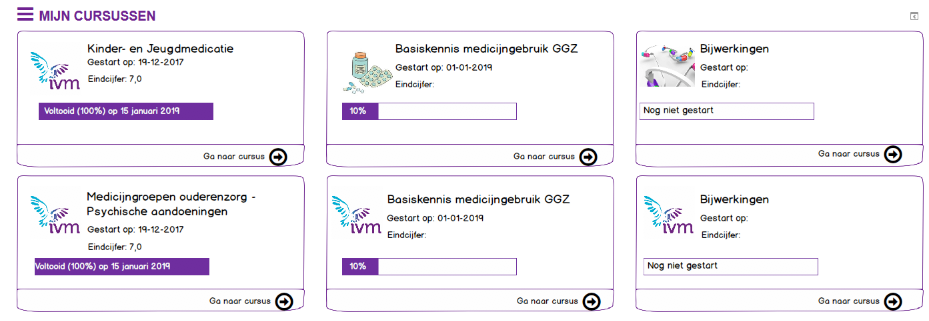 MIJN CURSUSSEN
Kinder- en Jeugdmedicatie
Gestart op: 19-12-2017
Eindcijfer: 7,0
ivm
Voltooid (100%) op 15 januari 2019
Ga naar cursus
Basiskennis medicijngebruik GGZ
Gestart op: 01-01-2019
Eindcijfer:
10%
Ga naar cursus
Bijwerkingen
Gestart op:
Eindcijfer:
Nog niet gestart
Ga naar cursus
Medicijngroepen ouderenzorg -
Psychische aandoeningen
ivm
Gestart op: 19-12-2017
Eindcijfer: 7,0
Voltooid (100%) op 15 januari 2019
Ga naar cursus
Basiskennis medicijngebruik GGZ
Gestart op: 01-01-2019
ivm
Eindcijfer:
10%
Ga naar cursus
Bijwerkingen
Gestart op:
ivm
Eindcijfer:
Nog niet gestart
Ga naar cursus